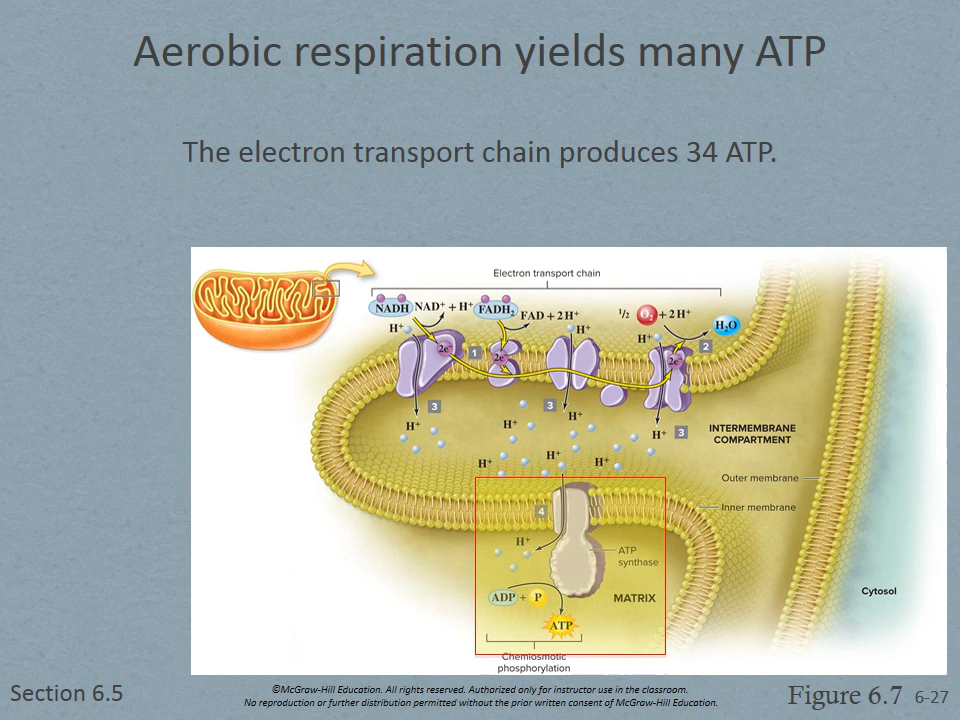 Aerobic respiration yields many ATP
The electron transport chain produces 34 ATP.
Electron transport chain
NADH NAD⁺ + H⁺ FADH₂ FAD + 2 H⁺ ½ O₂ + 2 H⁺ H₂O
H⁺ H⁺ H⁺
2e⁻ 1 2e⁻ 2e⁻ 2
3 3 3
H⁺ H⁺ H⁺ H⁺
INTERMEMBRANE
COMPARTMENT
H⁺ H⁺ H⁺
Outer membrane
Inner membrane
4
H⁺
ATP
synthase
ADP + P
MATRIX
Cytosol
ATP
Chemiosmotic
phosphorylation
Section 6.5
©McGraw-Hill Education. All rights reserved. Authorized only for instructor use in the classroom.
No reproduction or further distribution permitted without the prior written consent of McGraw-Hill Education.
Figure 6.7 6-27